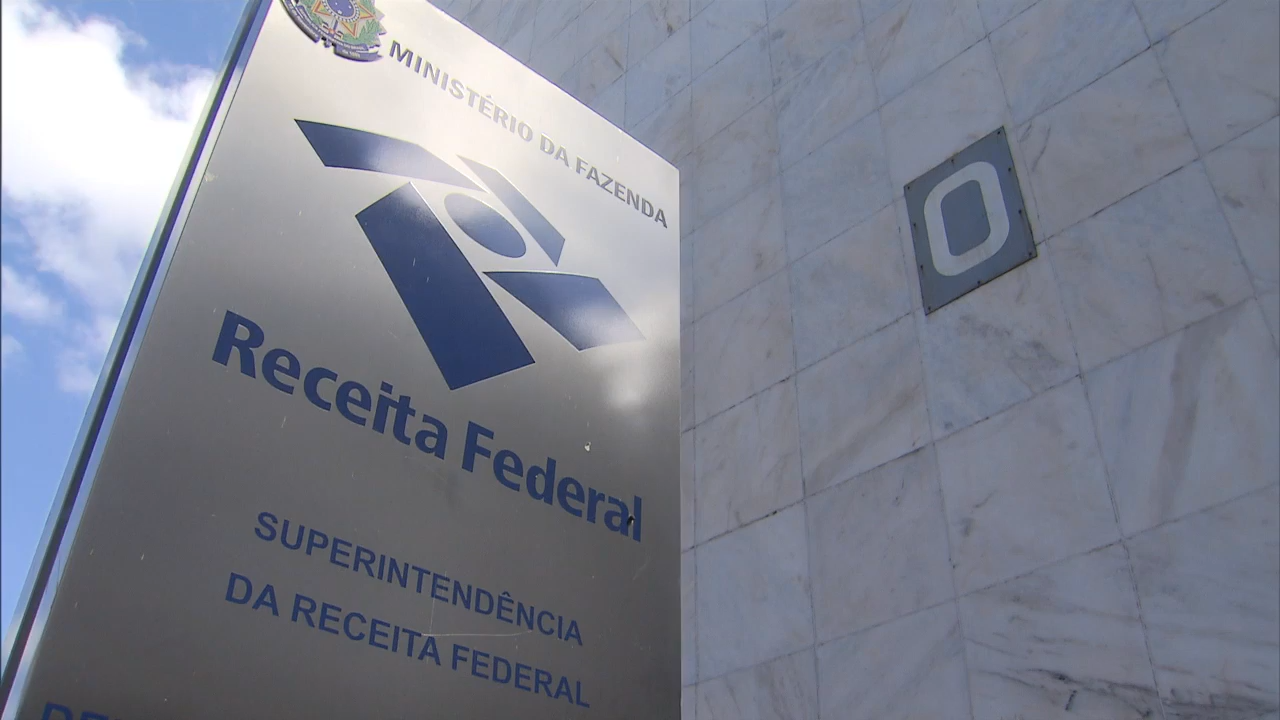 MINISTÉRIO DA FAZENDA
Receita Federal
SUPERINTENDÊNCIA
DA RECEITA FEDERAL
O